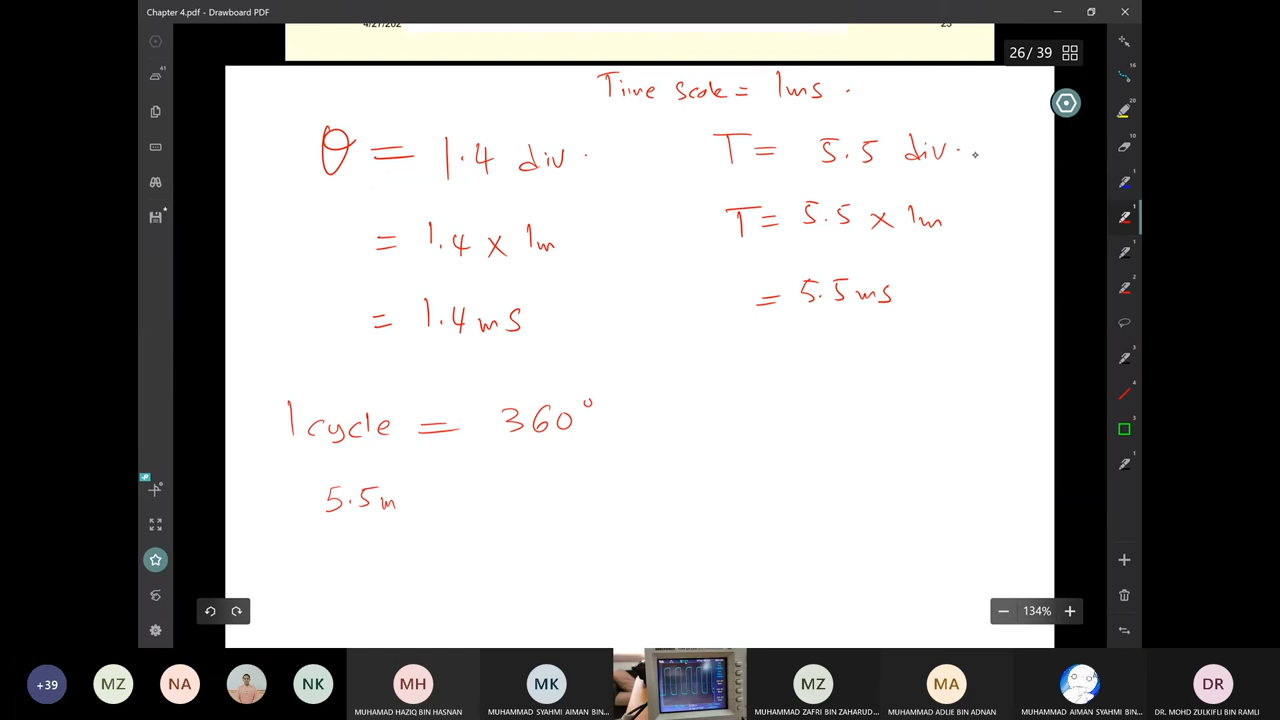 Chapter 4.pdf - Drawboard PDF
26 / 39
Time scale = 1ms .
θ = 1.4 div .
T = 5.5 div .
= 1.4 x 1m
T = 5.5 x 1m
= 1.4 ms
= 5.5 ms
1 cycle = 360°
5.5m
134%
+39
MZ
NA
NK
MH
MK
MZ
MA
DR
MUHAMAD HAZIQ BIN HASNAN
MUHAMMAD SYAHMI AIMAN BIN...
MUHAMMAD ZAFRI BIN ZAHARUD...
MUHAMMAD ADLIE BIN ADNAN
MUHAMMAD AIMAN SYAHMI BIN...
DR. MOHD ZULKIFLI BIN RAMLI